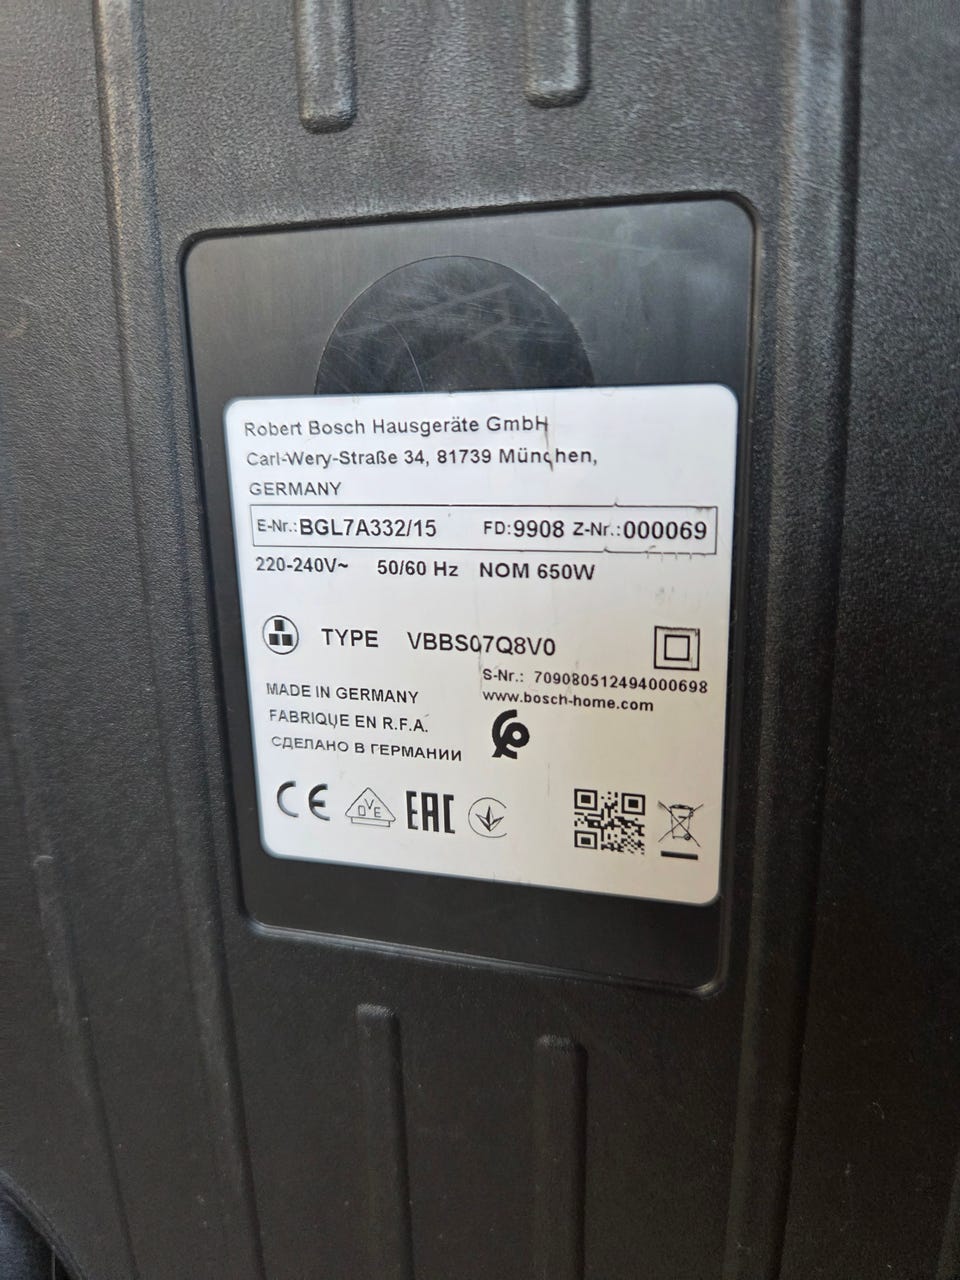 Robert Bosch Hausgeräte GmbH
Carl-Wery-Straße 34, 81739 München,
GERMANY
E-Nr.: BGL7A332/15 FD: 9908 Z-Nr.: 000069
220-240V~ 50/60 Hz NOM 650W
TYPE VBBS07Q8V0
S-Nr.: 709080512494000698
www.bosch-home.com
MADE IN GERMANY
FABRIQUE EN R.F.A.
СДЕЛАНО В ГЕРМАНИИ
CE DVE EAC